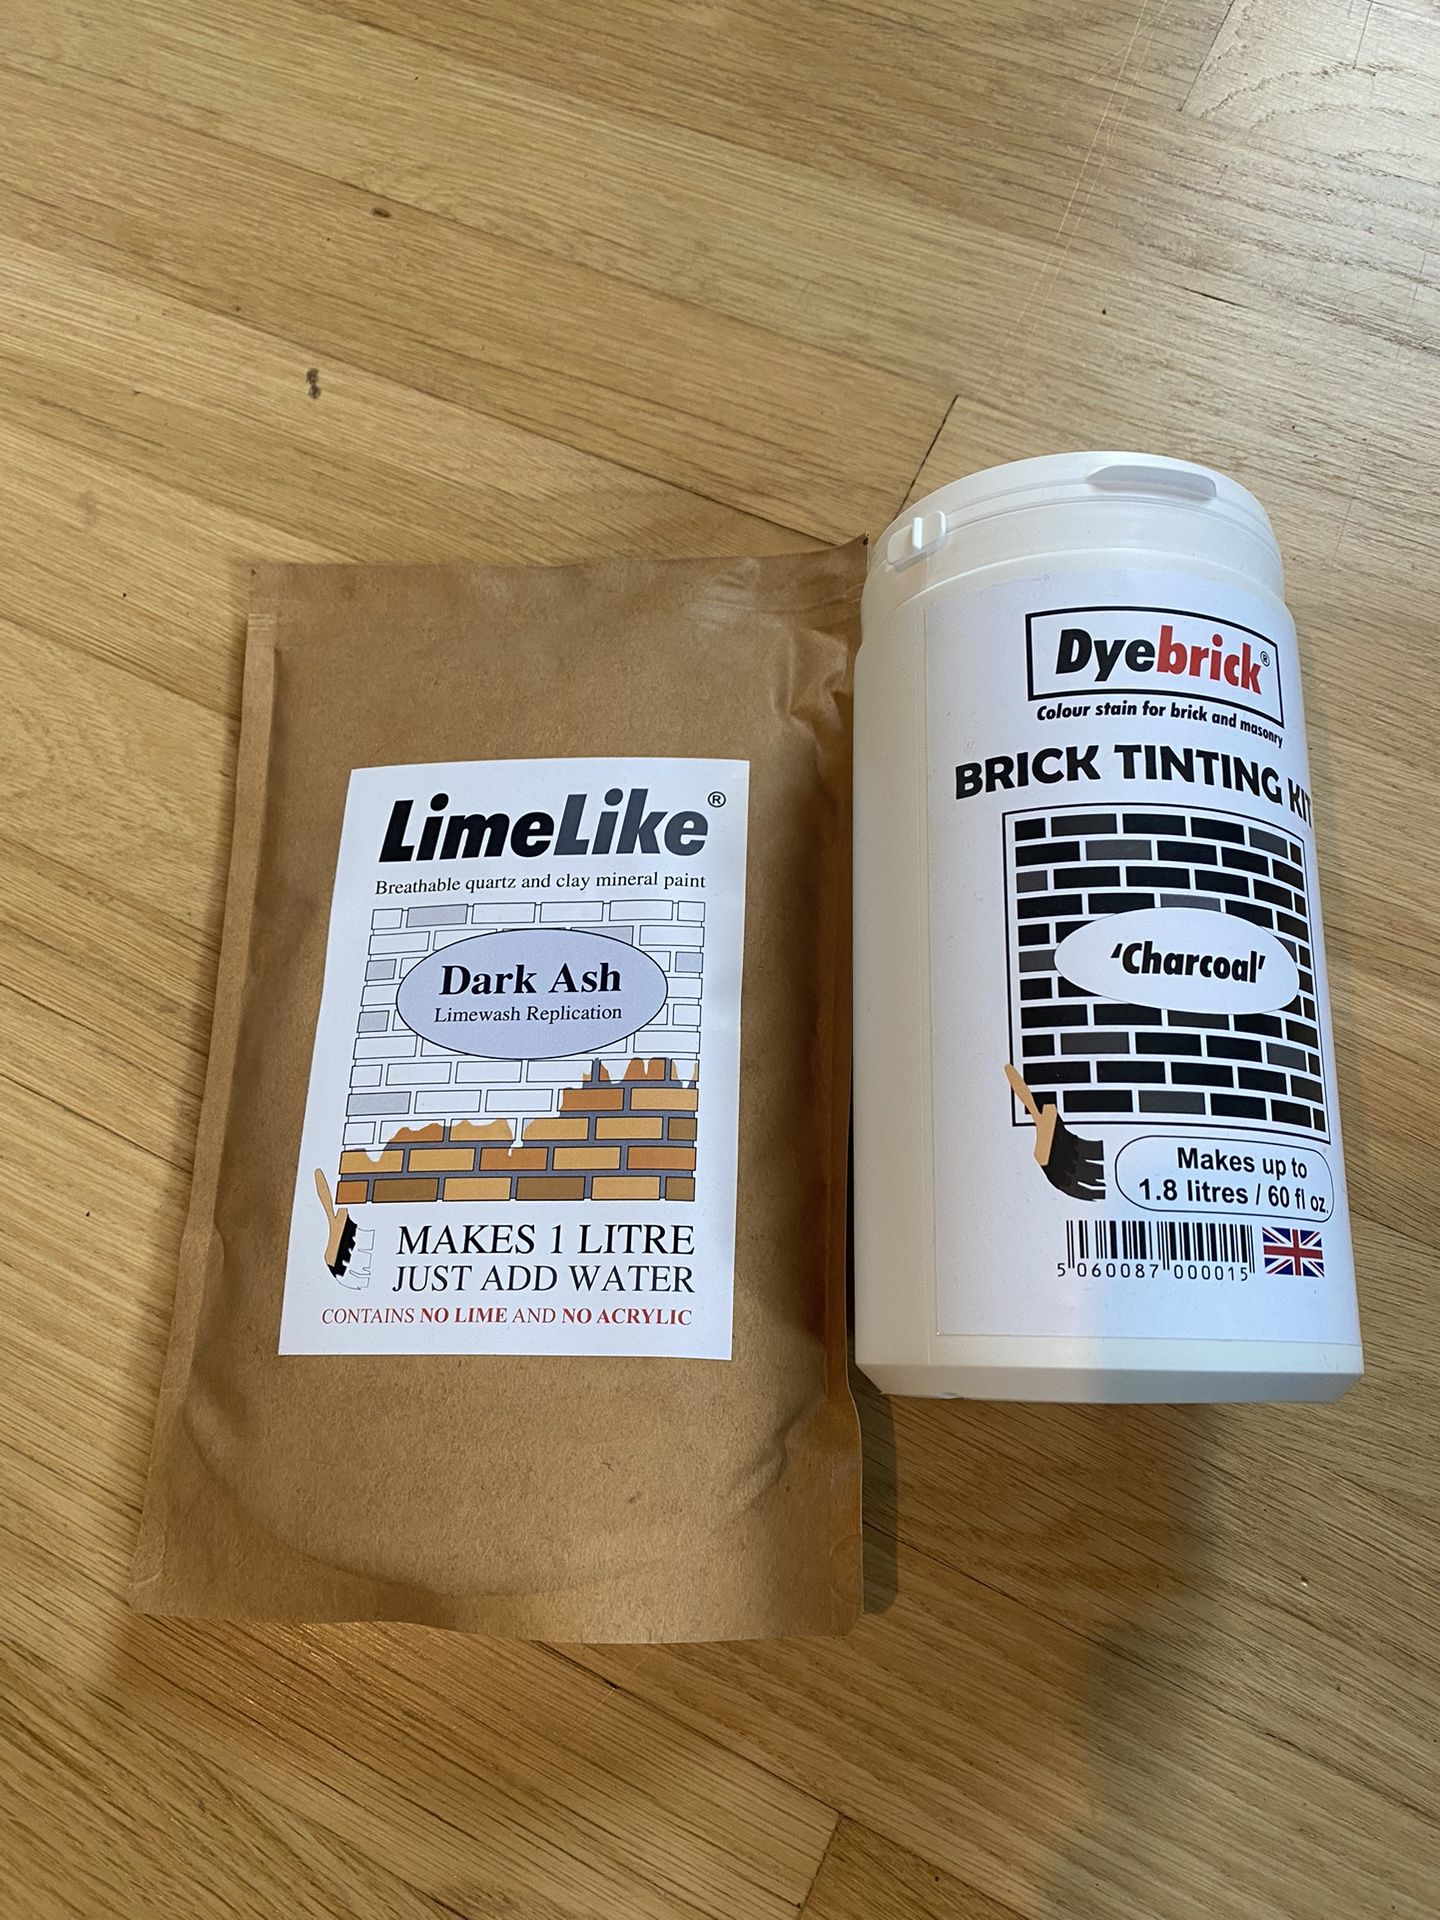 LimeLike®
Breathable quartz and clay mineral paint
Dark Ash
Limewash Replication
MAKES 1 LITRE
JUST ADD WATER
CONTAINS NO LIME AND NO ACRYLIC
Dyebrick®
Colour stain for brick and masonry
BRICK TINTING KIT
‘Charcoal’
Makes up to
1.8 litres / 60 fl oz.
5 060087 000015